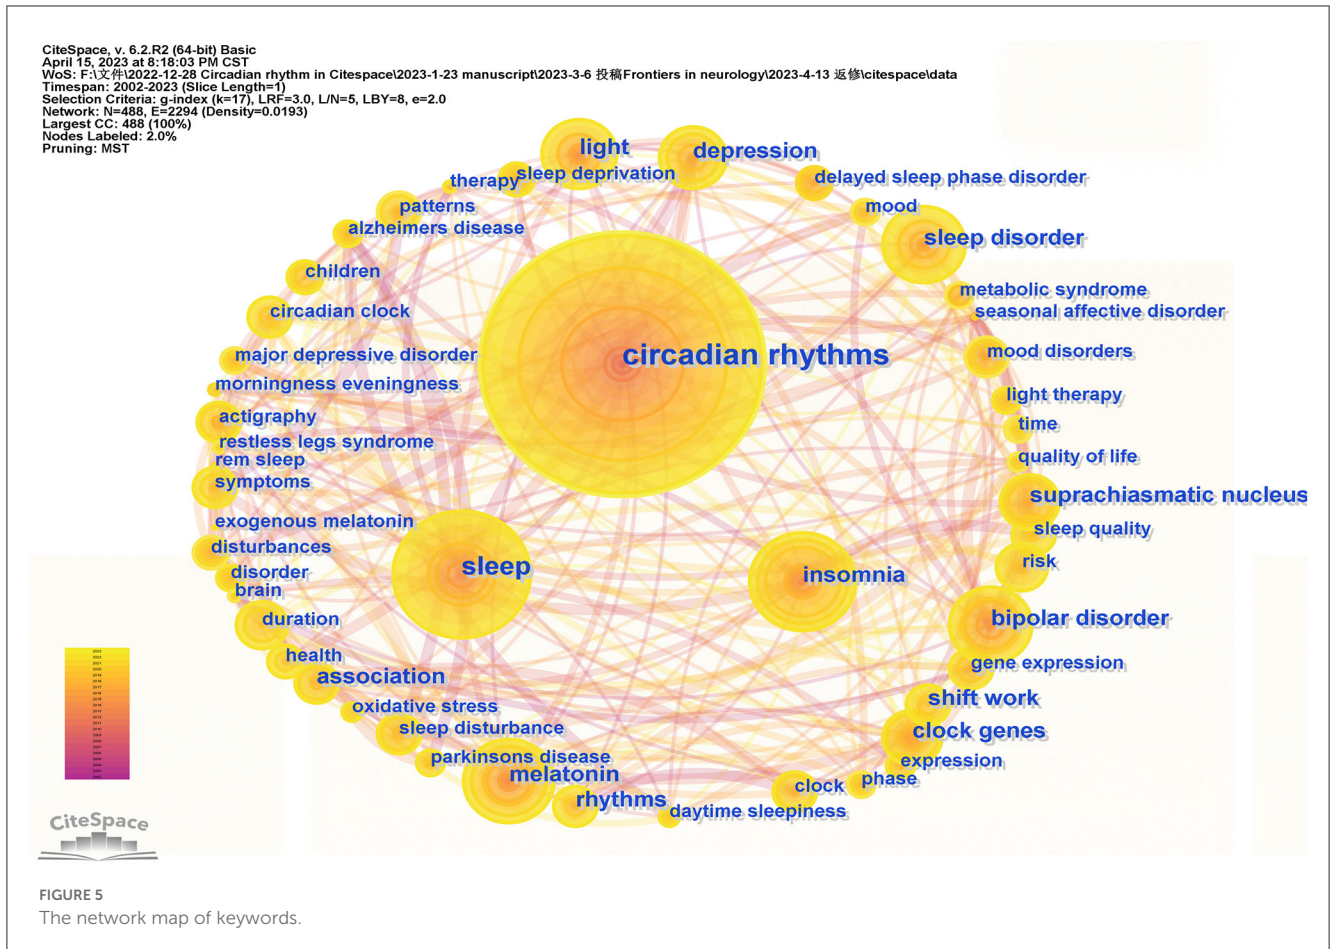 CiteSpace, v. 6.2.R2 (64-bit) Basic
April 15, 2023 at 8:18:03 PM CST
WoS: F:\文件\2022-12-28 Circadian rhythm in Citespace\2023-1-23 manuscript\2023-3-6 投稿Frontiers in neurology\2023-4-13 返修\citespace\data
Timespan: 2002-2023 (Slice Length=1)
Selection Criteria: g-index (k=17), LRF=3.0, L/N=5, LBY=8, e=2.0
Network: N=488, E=2294 (Density=0.0193)
Largest CC: 488 (100%)
Nodes Labeled: 2.0%
Pruning: MST
light
depression
sleep deprivation
therapy
delayed sleep phase disorder
patterns
mood
alzheimers disease
sleep disorder
children
metabolic syndrome
circadian clock
seasonal affective disorder
major depressive disorder
circadian rhythms
mood disorders
morningness eveningness
light therapy
actigraphy
time
restless legs syndrome
rem sleep
quality of life
symptoms
suprachiasmatic nucleus
exogenous melatonin
sleep quality
disturbances
sleep
insomnia
risk
disorder
brain
duration
bipolar disorder
health
gene expression
association
shift work
oxidative stress
sleep disturbance
clock genes
parkinsons disease
expression
melatonin
phase
rhythms
clock
daytime sleepiness
CiteSpace
FIGURE 5
The network map of keywords.